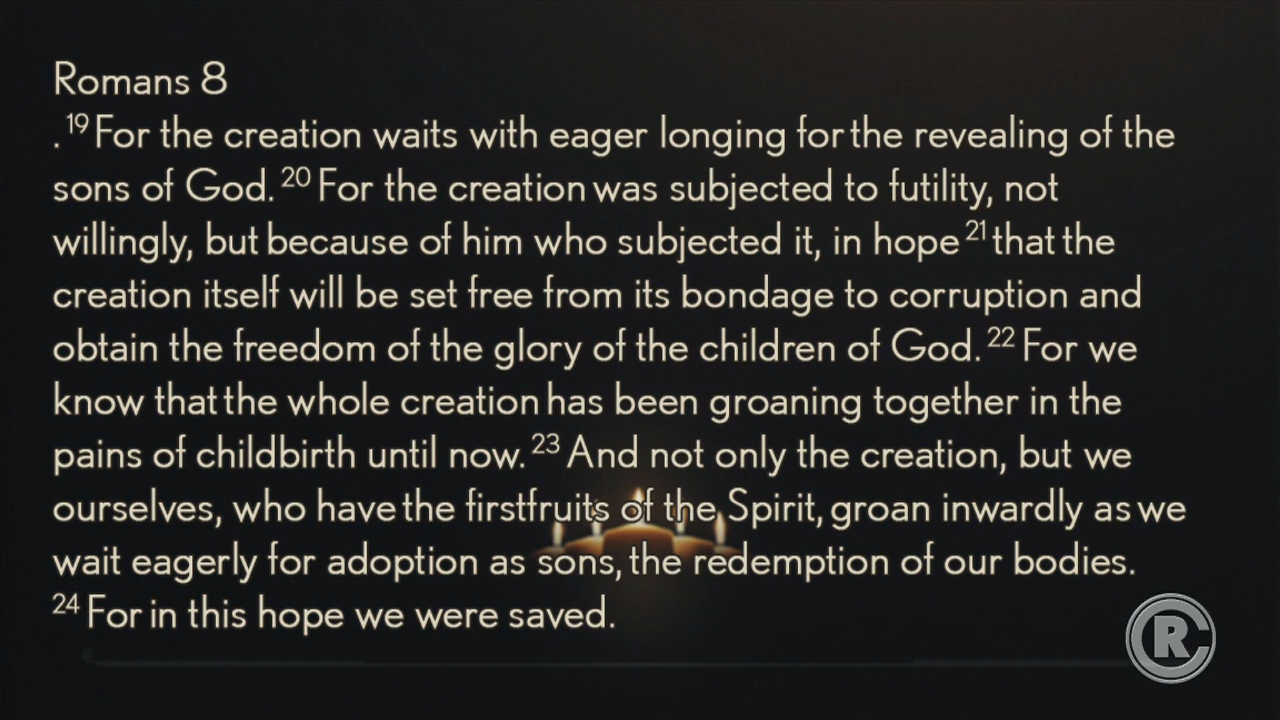 Romans 8
. 19 For the creation waits with eager longing for the revealing of the
sons of God. 20 For the creation was subjected to futility, not
willingly, but because of him who subjected it, in hope 21 that the
creation itself will be set free from its bondage to corruption and
obtain the freedom of the glory of the children of God. 22 For we
know that the whole creation has been groaning together in the
pains of childbirth until now. 23 And not only the creation, but we
ourselves, who have the firstfruits of the Spirit, groan inwardly as we
wait eagerly for adoption as sons, the redemption of our bodies.
24 For in this hope we were saved.
RC